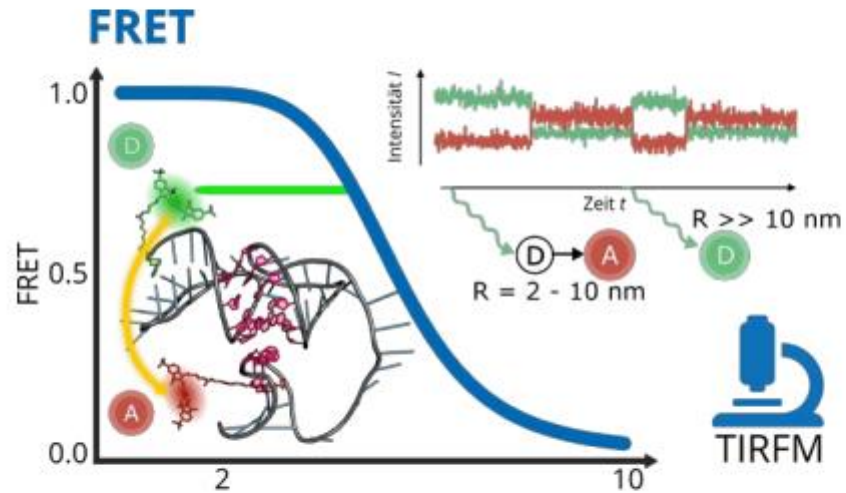 FRET
1.0
0.5
0.0
FRET
D
A
2
10
Intensität I
Zeit t
R >> 10 nm
D
A
D
R = 2 - 10 nm
TIRFM